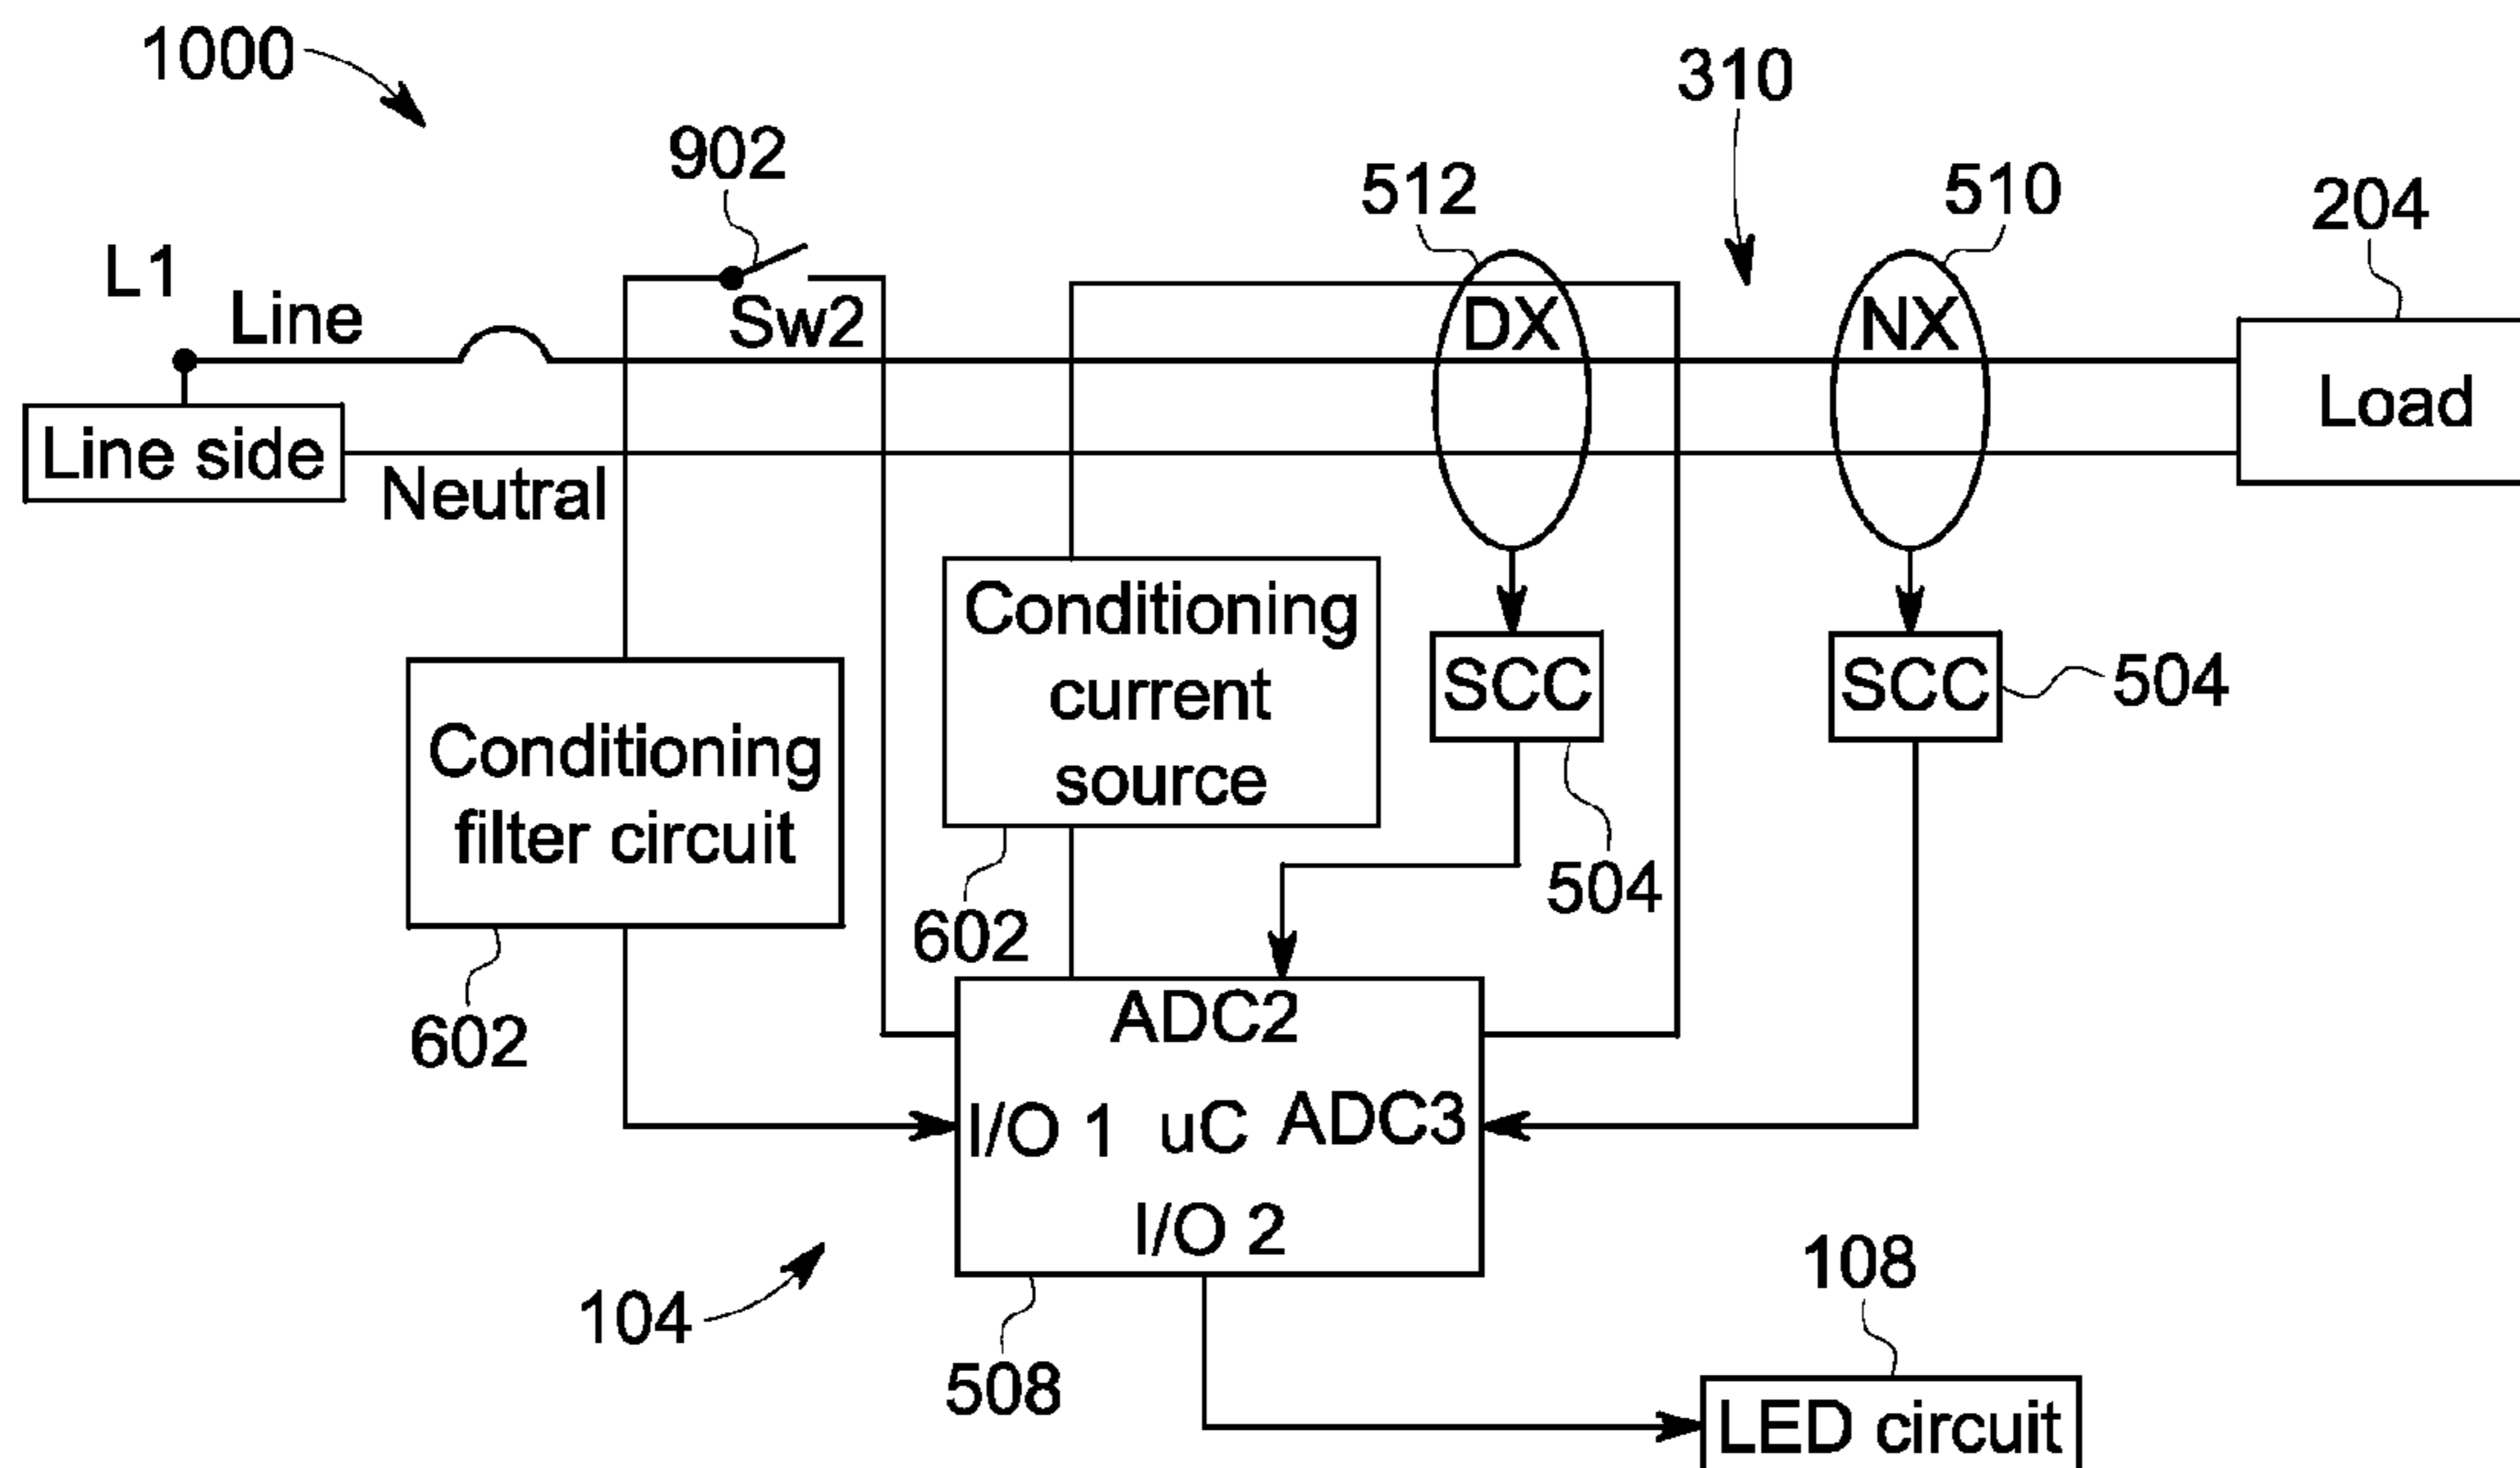 1000
310
902
512
510
204
L1
Line
Sw2
DX
NX
Load
Line side
Neutral
Conditioning
current
source
SCC
SCC
504
Conditioning
filter circuit
504
602
602
ADC2
I/O 1
uC
ADC3
I/O 2
104
508
108
LED circuit